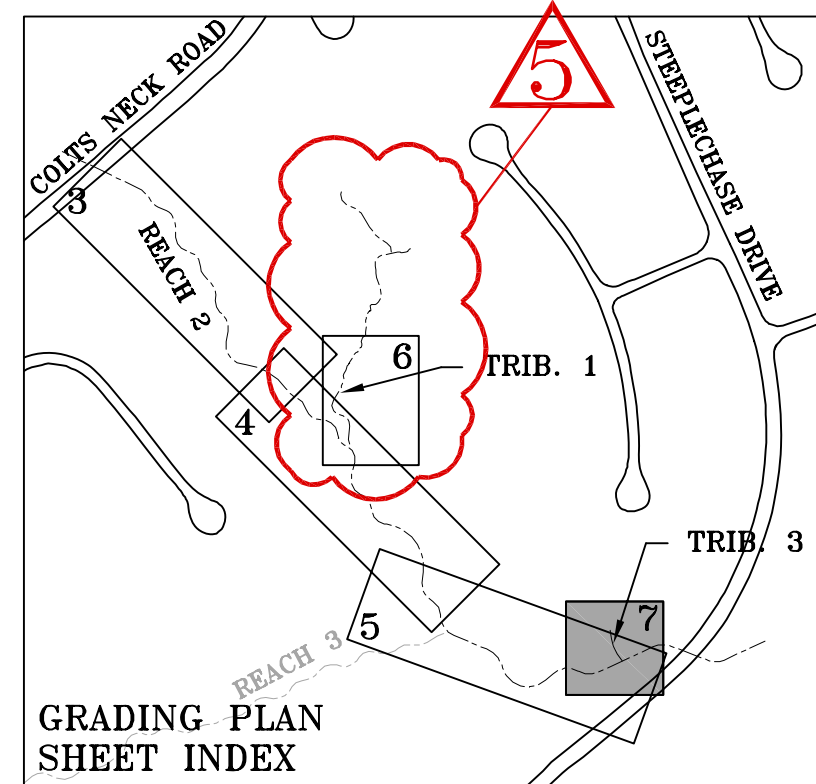 5
COLTS NECK ROAD
STEEPLECHASE DRIVE
3
REACH 2
6
TRIB. 1
4
TRIB. 3
7
5
REACH 3
GRADING PLAN
SHEET INDEX